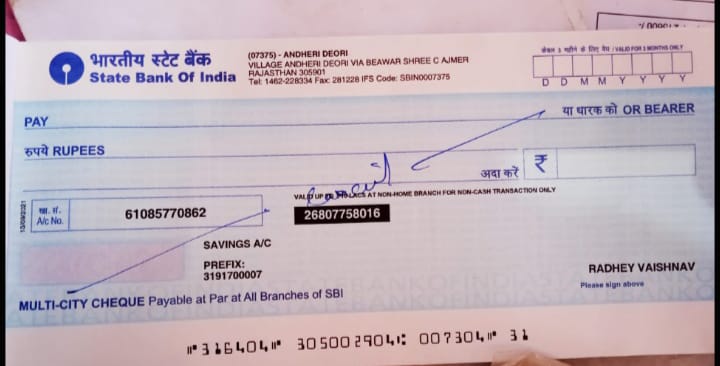 भारतीय स्टेट बैंक
State Bank Of India
(07375) - ANDHERI DEORI
VILLAGE ANDHERI DEORI VIA BEAWAR SHREE C AJMER
RAJASTHAN 305901
Tel: 1462-228334 Fax: 281228 IFS Code: SBIN0007375
केवल 3 महीने के लिए वैध / VALID FOR 3 MONTHS ONLY
D D M M Y Y Y Y
PAY
या धारक को OR BEARER
रुपये RUPEES
अदा करें ₹
VALID UP TO LACS AT NON-HOME BRANCH FOR NON-CASH TRANSACTION ONLY
13/09/2021
खा. सं.
A/c No.
61085770862
26807758016
SAVINGS A/C
PREFIX:
3191700007
RADHEY VAISHNAV
Please sign above
MULTI-CITY CHEQUE Payable at Par at All Branches of SBI
⑈316404⑈ 305002904⑆ 007304⑈ 31